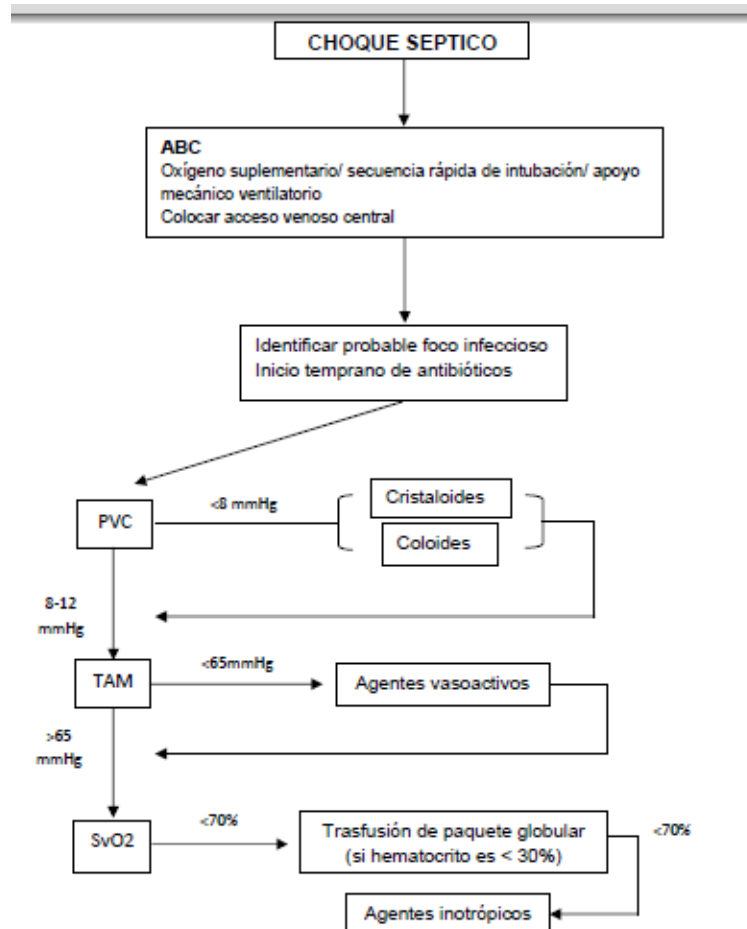 CHOQUE SEPTICO
ABC
Oxígeno suplementario/ secuencia rápida de intubación/ apoyo
mecánico ventilatorio
Colocar acceso venoso central
Identificar probable foco infeccioso
Inicio temprano de antibióticos
PVC
<8 mmHg
Cristaloides
Coloides
8-12
mmHg
TAM
<65mmHg
Agentes vasoactivos
>65
mmHg
SvO2
<70%
Trasfusión de paquete globular
(si hematocrito es < 30%)
<70%
Agentes inotrópicos